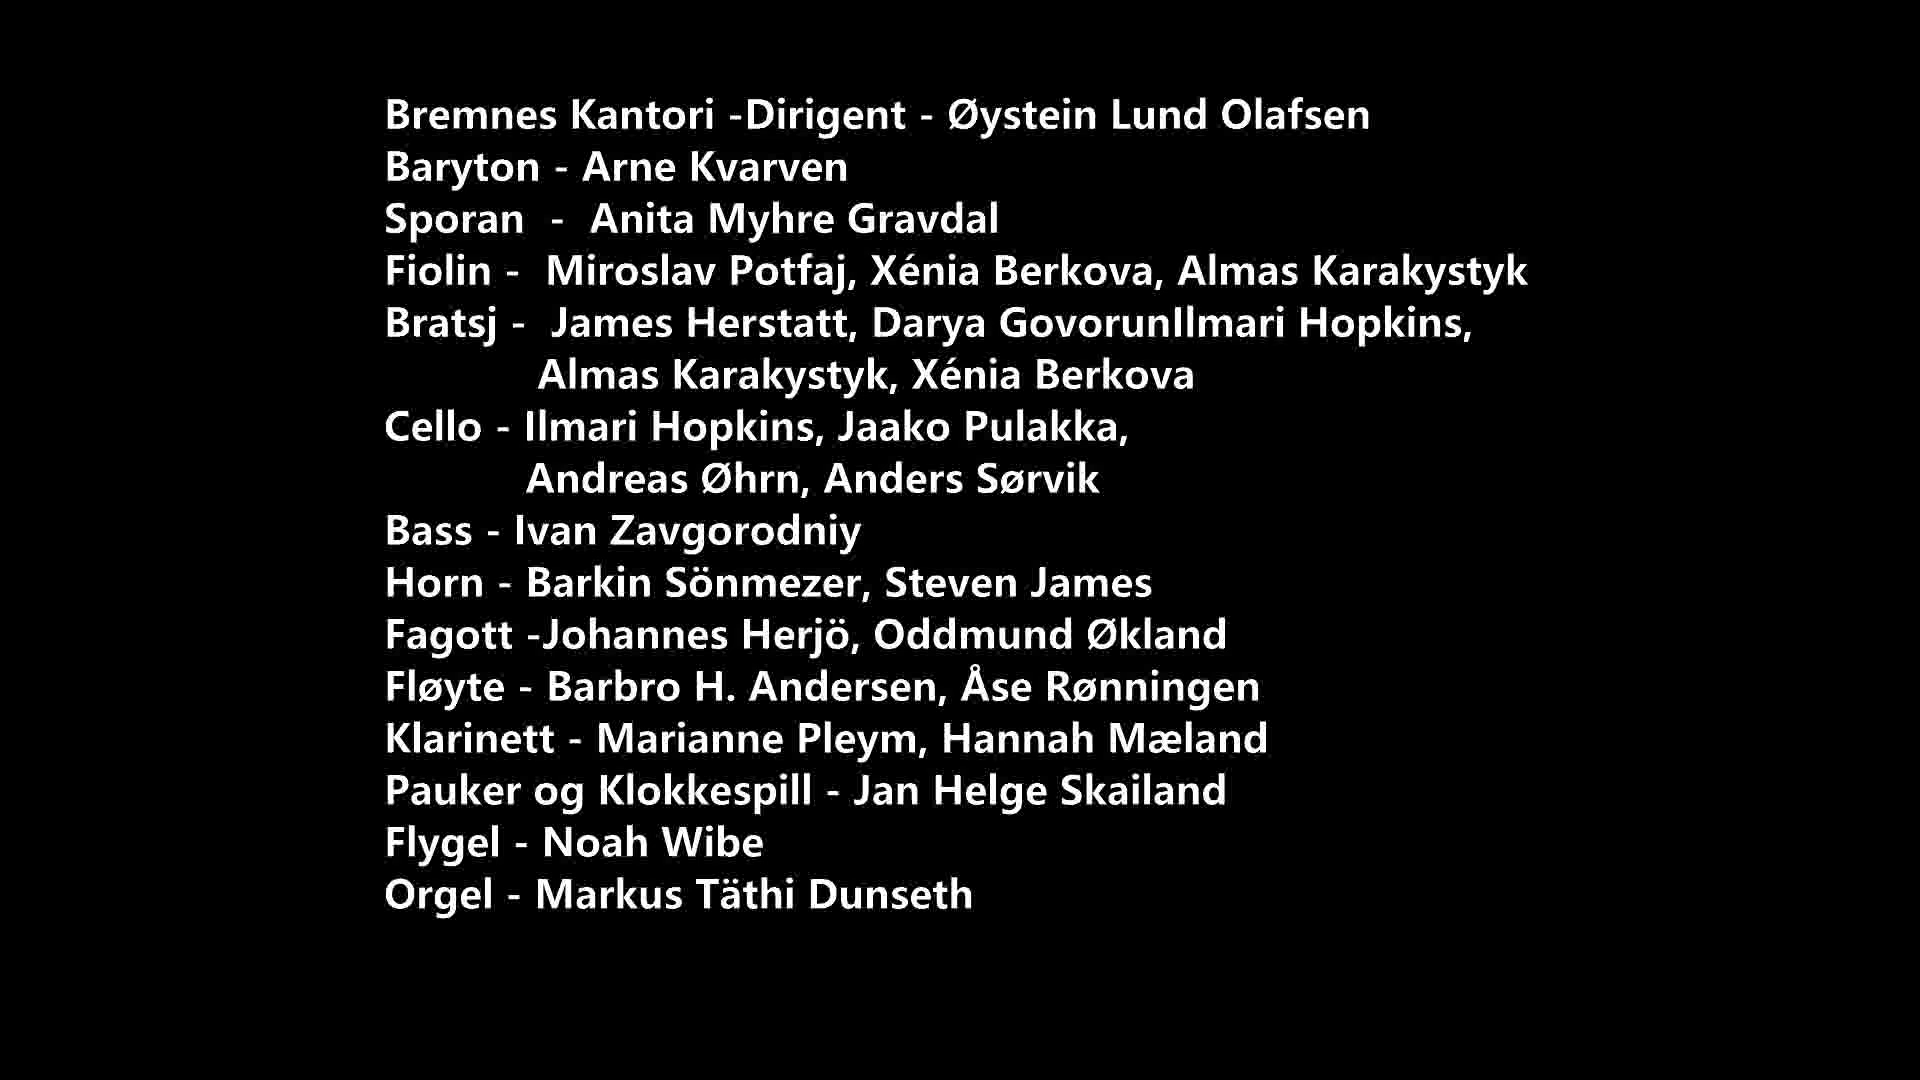 Bremnes Kantori -Dirigent - Øystein Lund Olafsen
Baryton - Arne Kvarven
Sporan - Anita Myhre Gravdal
Fiolin - Miroslav Potfaj, Xénia Berkova, Almas Karakystyk
Bratsj - James Herstatt, Darya GovorunIlmari Hopkins,
Almas Karakystyk, Xénia Berkova
Cello - Ilmari Hopkins, Jaako Pulakka,
Andreas Øhrn, Anders Sørvik
Bass - Ivan Zavgorodniy
Horn - Barkin Sönmezer, Steven James
Fagott -Johannes Herjö, Oddmund Økland
Fløyte - Barbro H. Andersen, Åse Rønningen
Klarinett - Marianne Pleym, Hannah Mæland
Pauker og Klokkespill - Jan Helge Skailand
Flygel - Noah Wibe
Orgel - Markus Täthi Dunseth